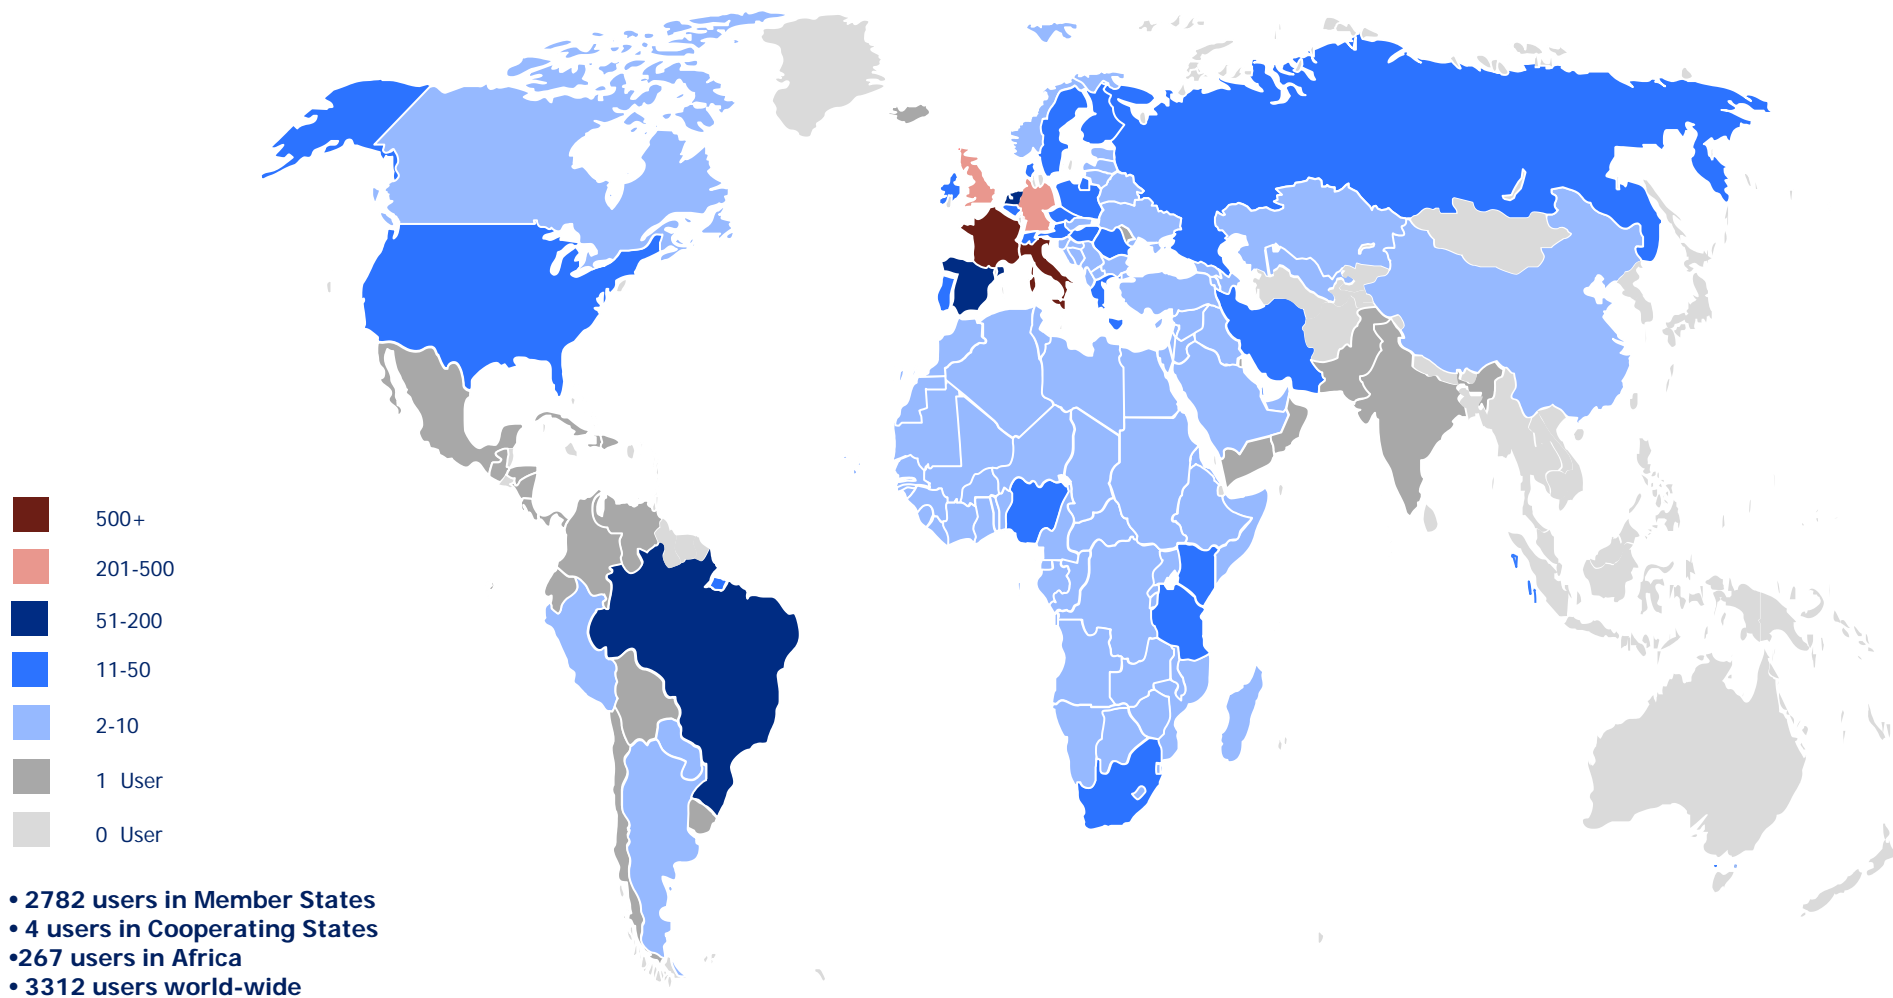 500+
201-500
51-200
11-50
2-10
1 User
0 User
• 2782 users in Member States
• 4 users in Cooperating States
•267 users in Africa
• 3312 users world-wide